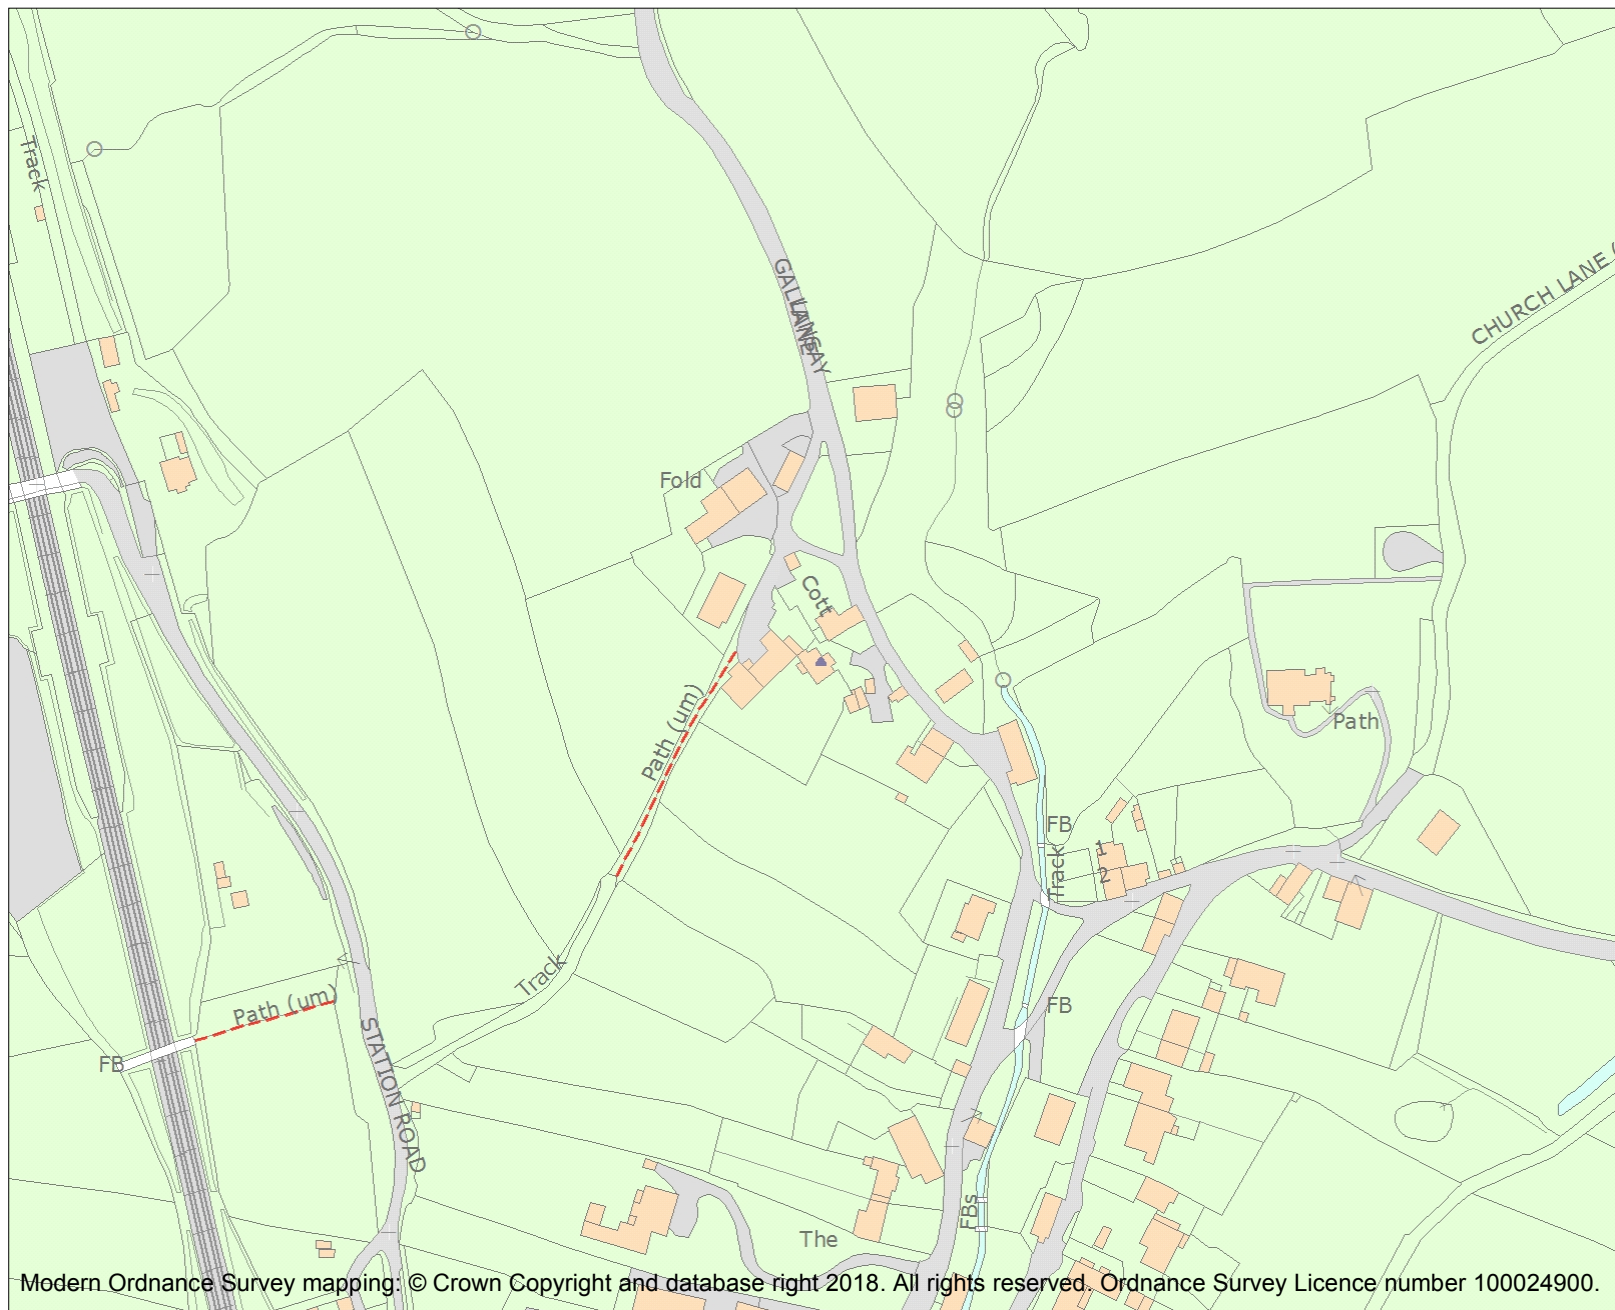 Track
GALLANSAY
LANE
CHURCH LANE
Fold
Cott
Path (um)
Path
FB
Track
1
2
Track
Path (um)
FB
FB
STATION ROAD
FBs
The
Modern Ordnance Survey mapping: © Crown Copyright and database right 2018. All rights reserved. Ordnance Survey Licence number 100024900.